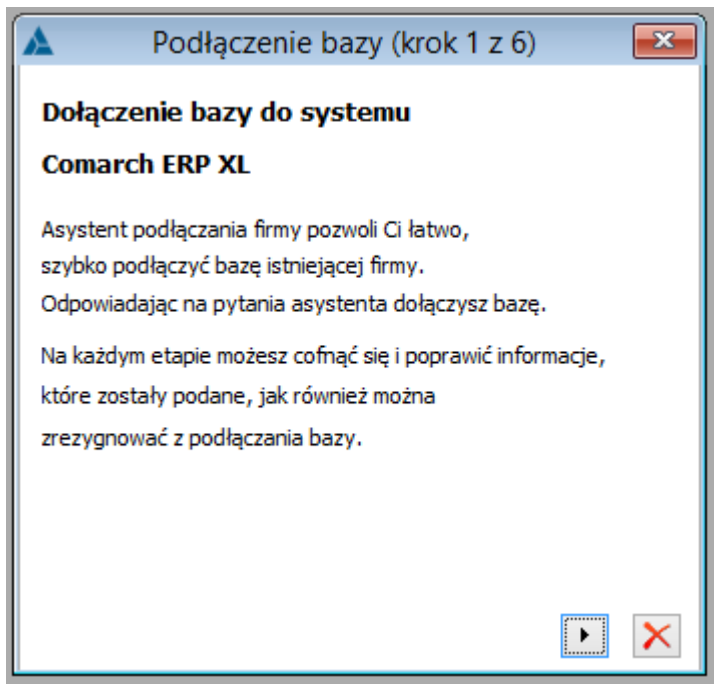 Podłączenie bazy (krok 1 z 6)
Dołączenie bazy do systemu
Comarch ERP XL
Asystent podłączania firmy pozwoli Ci łatwo,
szybko podłączyć bazę istniejącej firmy.
Odpowiadając na pytania asystenta dołączysz bazę.
Na każdym etapie możesz cofnąć się i poprawić informacje,
które zostały podane, jak również można
zrezygnować z podłączania bazy.